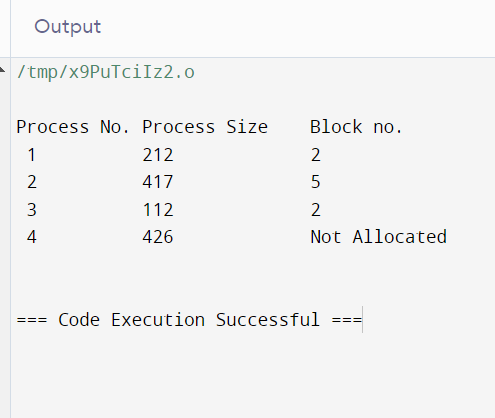 Output
/tmp/x9PuTciIz2.o
Process No. Process Size    Block no.
 1          212             2
 2          417             5
 3          112             2
 4          426             Not Allocated
=== Code Execution Successful ===